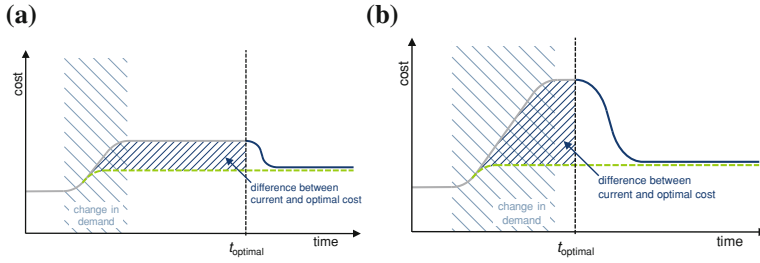 (a)
cost
difference between
current and optimal cost
change in
demand
time
t optimal
(b)
cost
difference between
current and optimal cost
change in
demand
time
t optimal